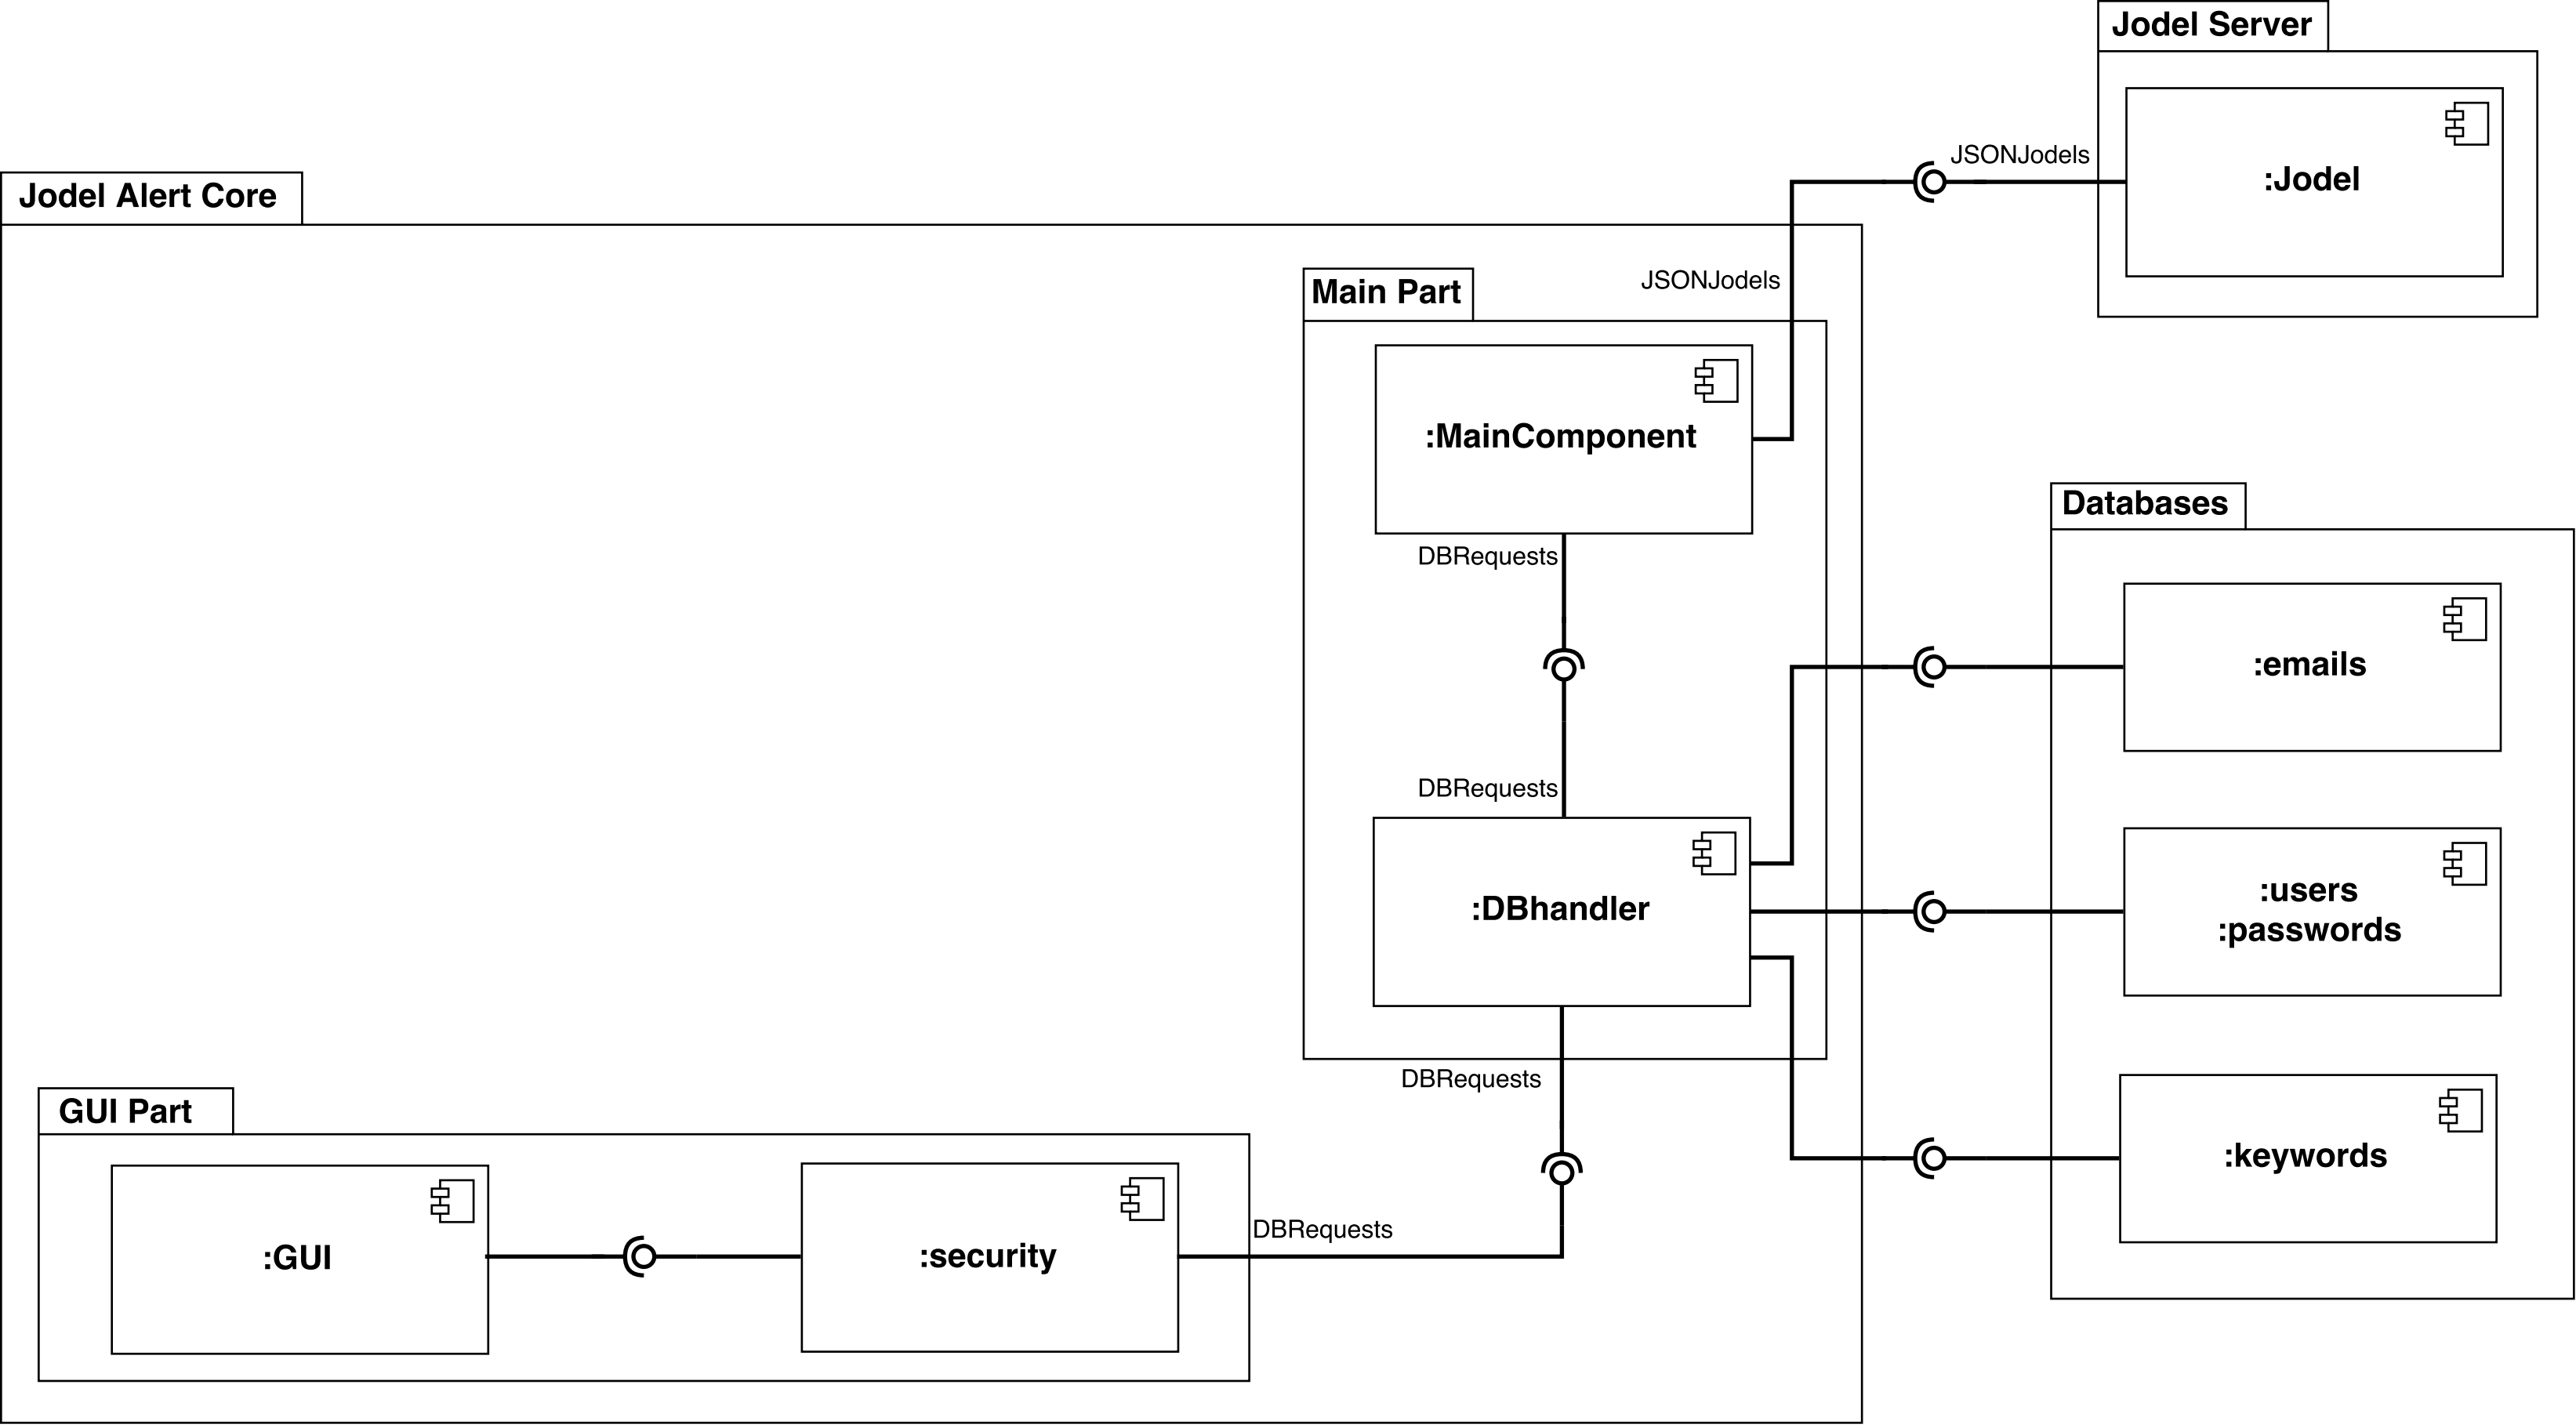 Jodel Server
:Jodel
JSONJodels
Jodel Alert Core
JSONJodels
Main Part
:MainComponent
DBRequests
Databases
:emails
DBRequests
:DBhandler
:users
:passwords
DBRequests
:keywords
GUI Part
:GUI
:security
DBRequests